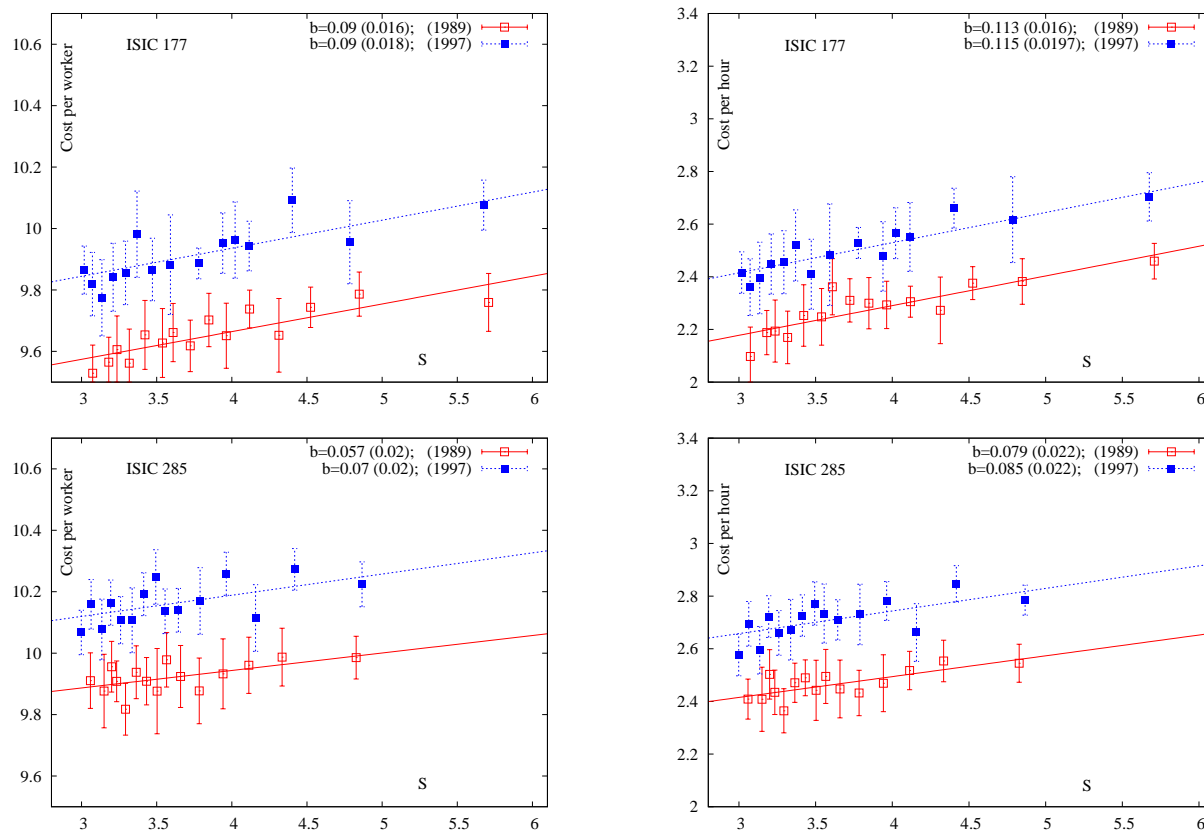 b=0.09 (0.016);   (1989)
b=0.09 (0.018);   (1997)
ISIC 177
Cost per worker
10.6
10.4
10.2
10
9.8
9.6
S
3 3.5 4 4.5 5 5.5 6
b=0.113 (0.016);   (1989)
b=0.115 (0.0197);   (1997)
ISIC 177
Cost per hour
3.4
3.2
3
2.8
2.6
2.4
2.2
2
S
3 3.5 4 4.5 5 5.5 6
b=0.057 (0.02);   (1989)
b=0.07 (0.02);   (1997)
ISIC 285
Cost per worker
10.6
10.4
10.2
10
9.8
9.6
S
3 3.5 4 4.5 5 5.5 6
b=0.079 (0.022);   (1989)
b=0.085 (0.022);   (1997)
ISIC 285
Cost per hour
3.4
3.2
3
2.8
2.6
2.4
2.2
2
S
3 3.5 4 4.5 5 5.5 6